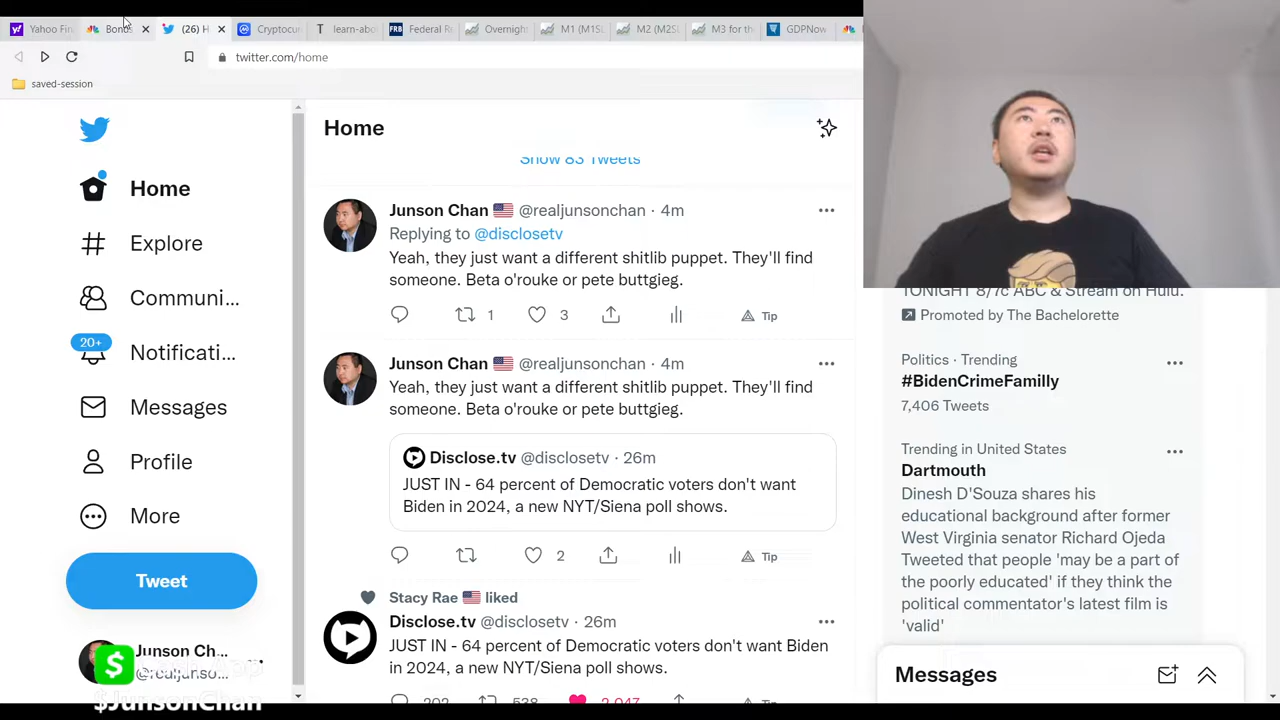 Yahoo Fin
Bonds
(26) H
Cryptocur
learn-abo
Federal R
Overnigh
M1 (M1SL
M2 (M2SL
M3 for th
GDPNow
twitter.com/home
saved-session
Home
Show 83 Tweets
Home
Explore
Communi...
20+
Notificati...
Messages
Profile
More
Tweet
Junson Ch...
@realjunso...
$JunsonChan
Junson Chan @realjunsonchan · 4m
Replying to @disclosetv
Yeah, they just want a different shitlib puppet. They'll find
someone. Beta o'rouke or pete buttgieg.
1 3 Tip
Junson Chan @realjunsonchan · 4m
Yeah, they just want a different shitlib puppet. They'll find
someone. Beta o'rouke or pete buttgieg.
Disclose.tv @disclosetv · 26m
JUST IN - 64 percent of Democratic voters don't want
Biden in 2024, a new NYT/Siena poll shows.
2 Tip
Stacy Rae liked
Disclose.tv @disclosetv · 26m
JUST IN - 64 percent of Democratic voters don't want Biden
in 2024, a new NYT/Siena poll shows.
202 538 2,047 Tip
TONIGHT 8/7c ABC & Stream on Hulu.
Promoted by The Bachelorette
Politics · Trending
#BidenCrimeFamilly
7,406 Tweets
Trending in United States
Dartmouth
Dinesh D'Souza shares his
educational background after former
West Virginia senator Richard Ojeda
Tweeted that people 'may be a part of
the poorly educated' if they think the
political commentator's latest film is
'valid'
Messages